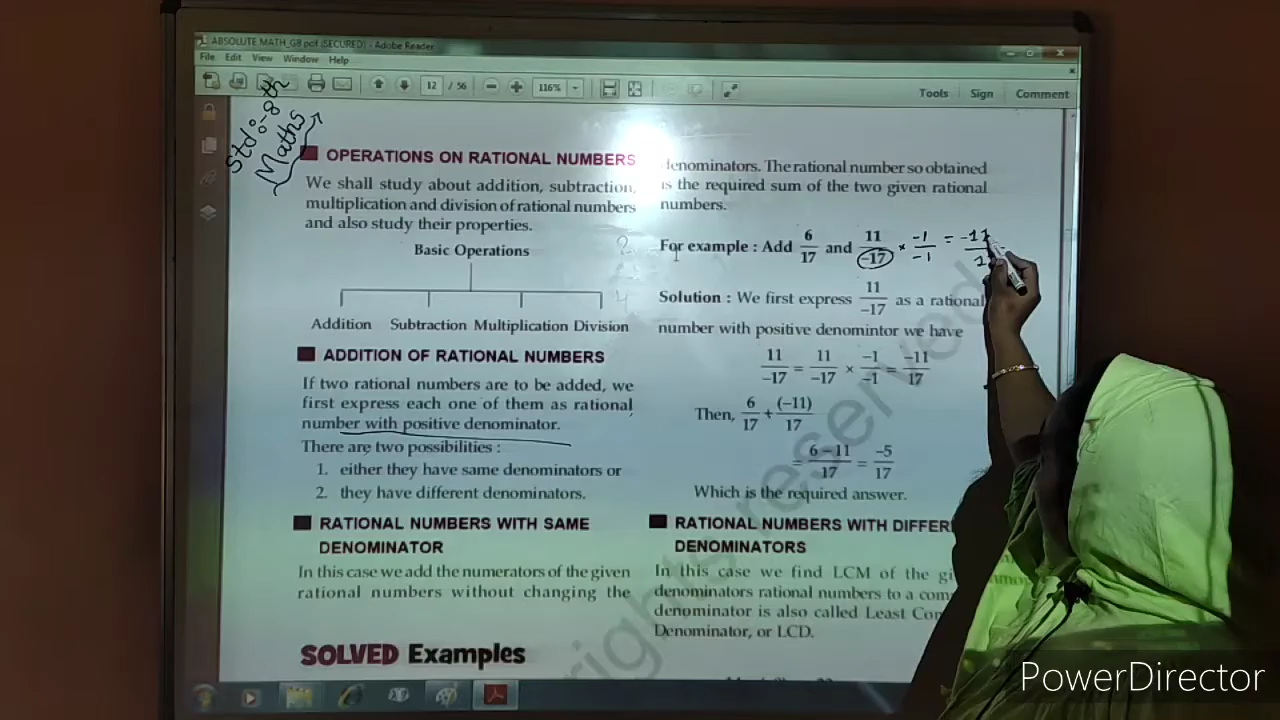 ABSOLUTE MATH_G8.pdf (SECURED) - Adobe Reader
File Edit View Window Help
12 / 56 116% Tools Sign Comment
Std:-8th
Maths
OPERATIONS ON RATIONAL NUMBERS
We shall study about addition, subtraction,
multiplication and division of rational numbers
and also study their properties.
Basic Operations
Addition Subtraction Multiplication Division
ADDITION OF RATIONAL NUMBERS
If two rational numbers are to be added, we
first express each one of them as rational
number with positive denominator.
There are two possibilities :
1. either they have same denominators or
2. they have different denominators.
RATIONAL NUMBERS WITH SAME
DENOMINATOR
In this case we add the numerators of the given
rational numbers without changing the
SOLVED Examples
denominators. The rational number so obtained
is the required sum of the two given rational
numbers.
For example : Add 6/17 and 11/-17 × -1/-1 = -11
Solution : We first express 11/-17 as a rational
number with positive denomintor we have
11/-17 = 11/-17 × -1/-1 = -11/17
Then, 6/17 + (-11)/17
= 6-11/17 = -5/17
Which is the required answer.
RATIONAL NUMBERS WITH DIFFER
DENOMINATORS
In this case we find LCM of the gi
denominators rational numbers to a com
denominator is also called Least Com
Denominator, or LCD.
rights reserved
PowerDirector